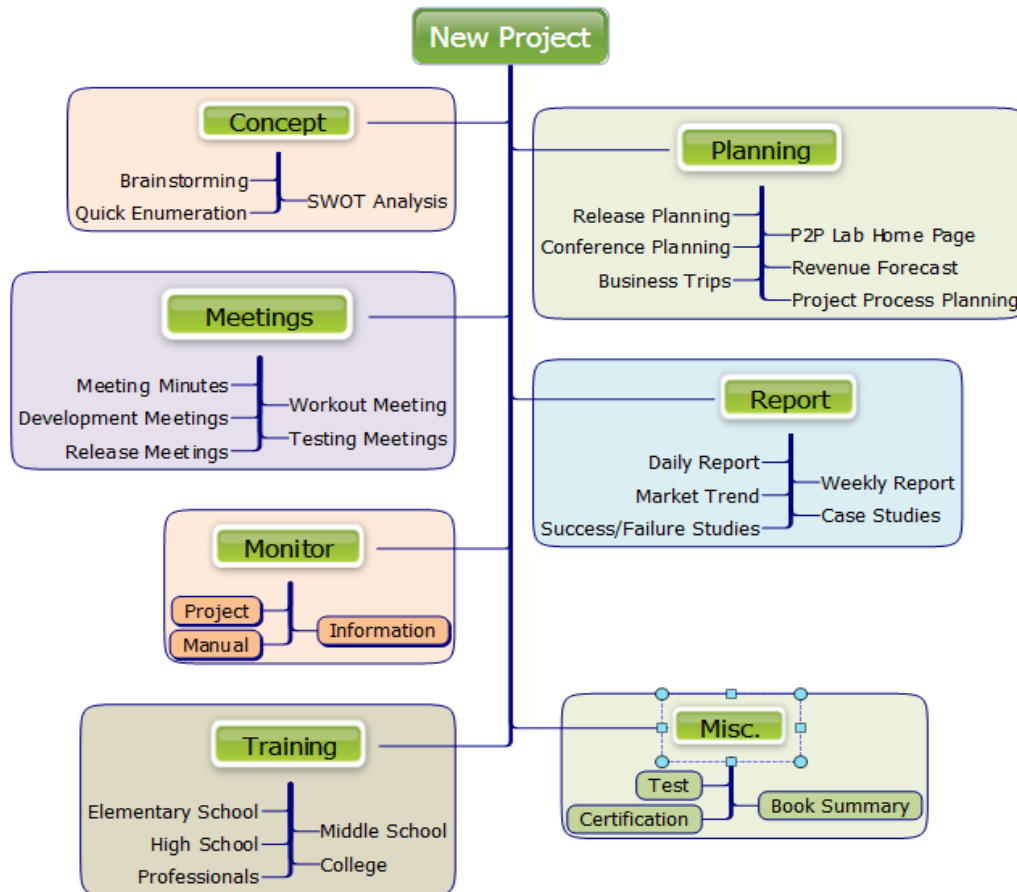 New Project
Concept
Brainstorming
SWOT Analysis
Quick Enumeration
Planning
Release Planning
P2P Lab Home Page
Conference Planning
Revenue Forecast
Business Trips
Project Process Planning
Meetings
Meeting Minutes
Workout Meeting
Development Meetings
Testing Meetings
Release Meetings
Report
Daily Report
Weekly Report
Market Trend
Case Studies
Success/Failure Studies
Monitor
Project
Information
Manual
Training
Elementary School
Middle School
High School
College
Professionals
Misc.
Test
Book Summary
Certification